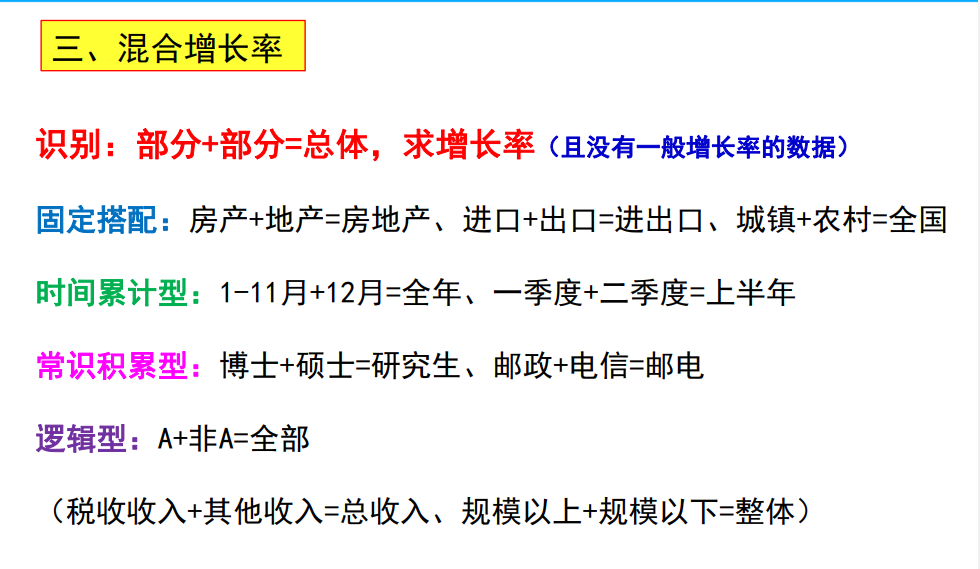 三、混合增长率
识别：部分+部分=总体，求增长率（且没有一般增长率的数据）
固定搭配：房产+地产=房地产、进口+出口=进出口、城镇+农村=全国
时间累计型：1-11月+12月=全年、一季度+二季度=上半年
常识积累型：博士+硕士=研究生、邮政+电信=邮电
逻辑型：A+非A=全部
（税收收入+其他收入=总收入、规模以上+规模以下=整体）